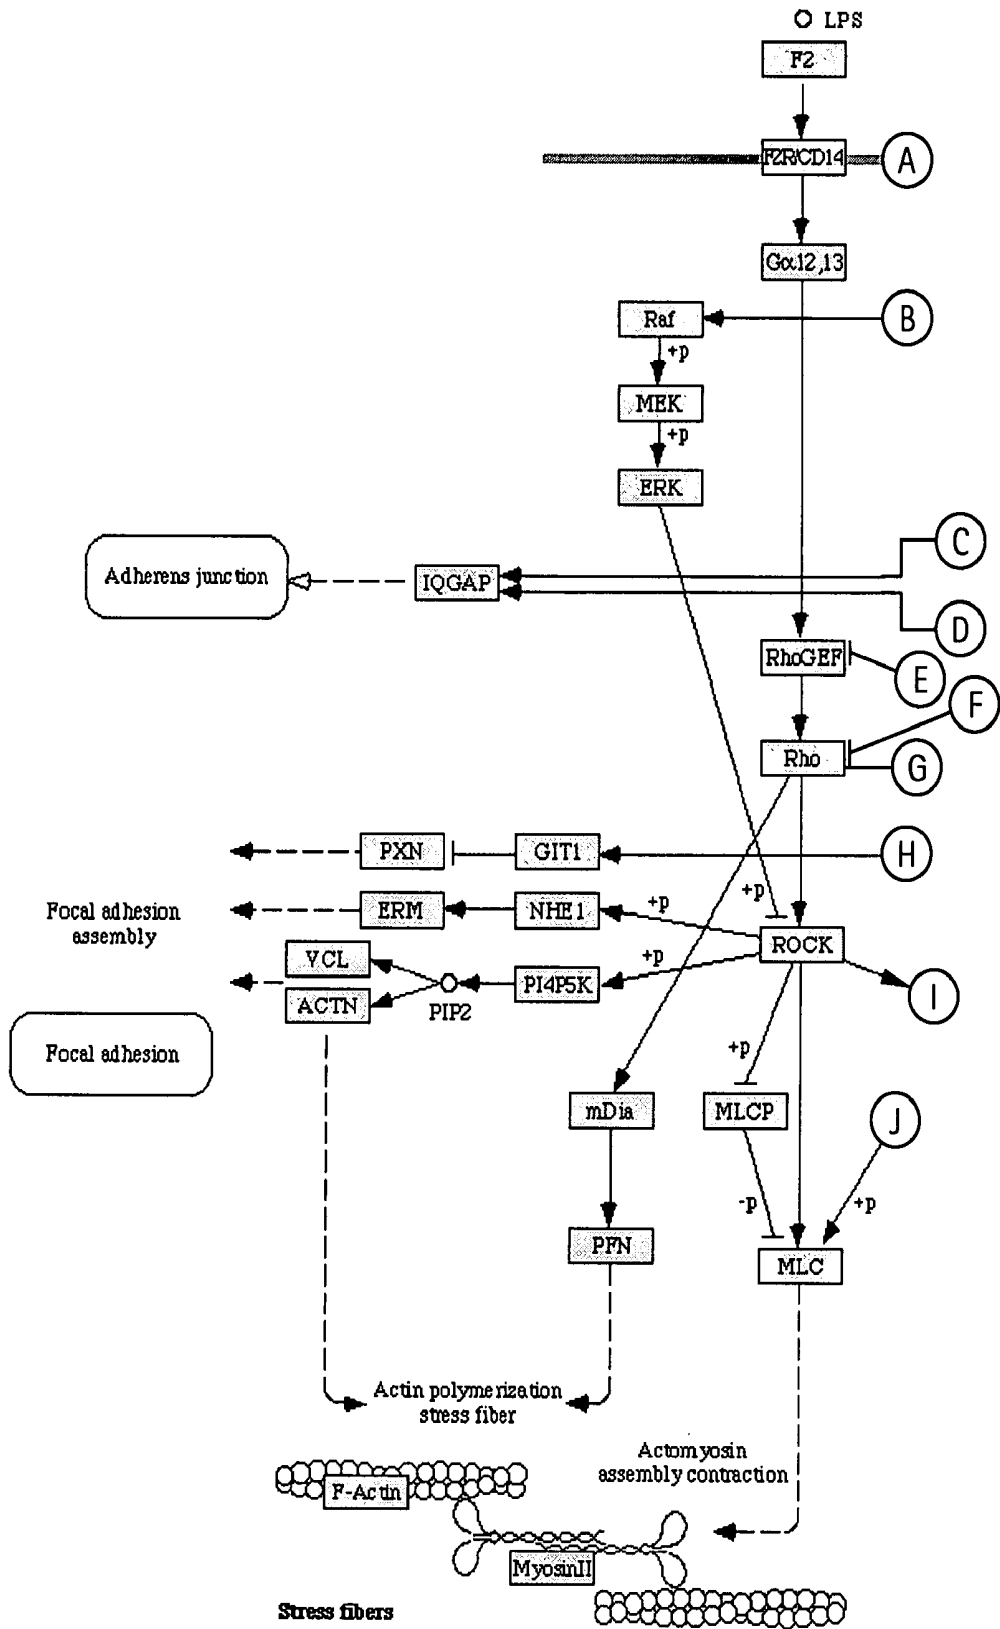 LPS
F2
F2R/CD14
A
Gα12,13
Raf
B
+p
MEK
+p
ERK
C
Adherens junction
IQGAP
D
RhoGEF
E
F
Rho
G
PXN
GIT1
H
+p
+p
Focal adhesion
assembly
ERM
NHE1
ROCK
VCL
+p
ACTN
PIP2
PI4P5K
I
Focal adhesion
+p
mDia
MLCP
J
-p
+p
PFN
MLC
Actin polymerization
stress fiber
Actomyosin
assembly contraction
F-Actin
MyosinII
Stress fibers